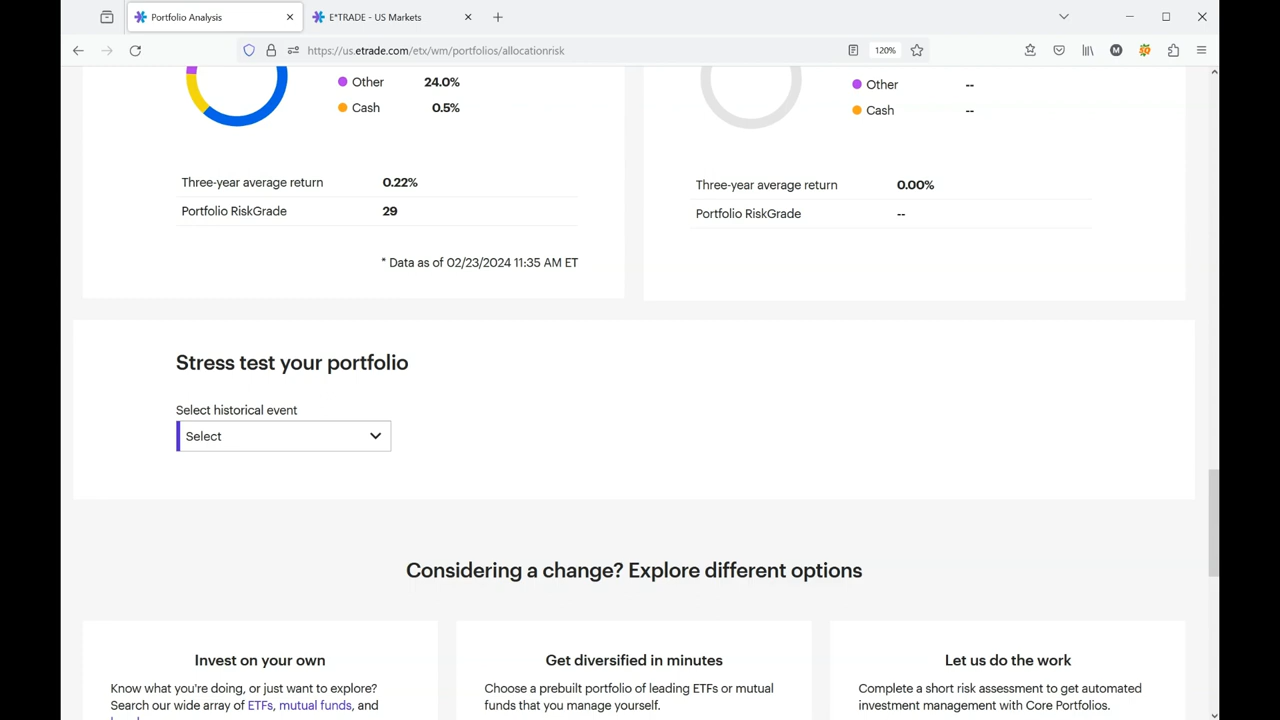 Portfolio Analysis
E*TRADE - US Markets
https://us.etrade.com/etx/wm/portfolios/allocationrisk
120%
M
Other 24.0%
Cash 0.5%
Three-year average return 0.22%
Portfolio RiskGrade 29
* Data as of 02/23/2024 11:35 AM ET
Other --
Cash --
Three-year average return 0.00%
Portfolio RiskGrade --
Stress test your portfolio
Select historical event
Select
Considering a change? Explore different options
Invest on your own
Know what you're doing, or just want to explore?
Search our wide array of ETFs, mutual funds, and
Get diversified in minutes
Choose a prebuilt portfolio of leading ETFs or mutual
funds that you manage yourself.
Let us do the work
Complete a short risk assessment to get automated
investment management with Core Portfolios.